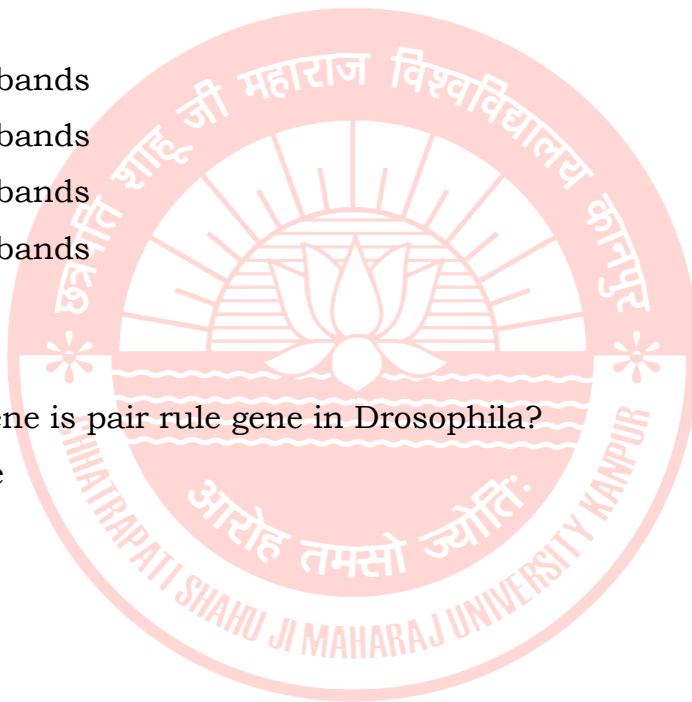 bands
bands
bands
bands
छत्रपति शाहू जी महाराज विश्वविद्यालय कानपुर
ene is pair rule gene in Drosophila?
e
आरोह तमसो ज्योतिः
CHHATRAPATI SHAHU JI MAHARAJ UNIVERSITY KANPUR